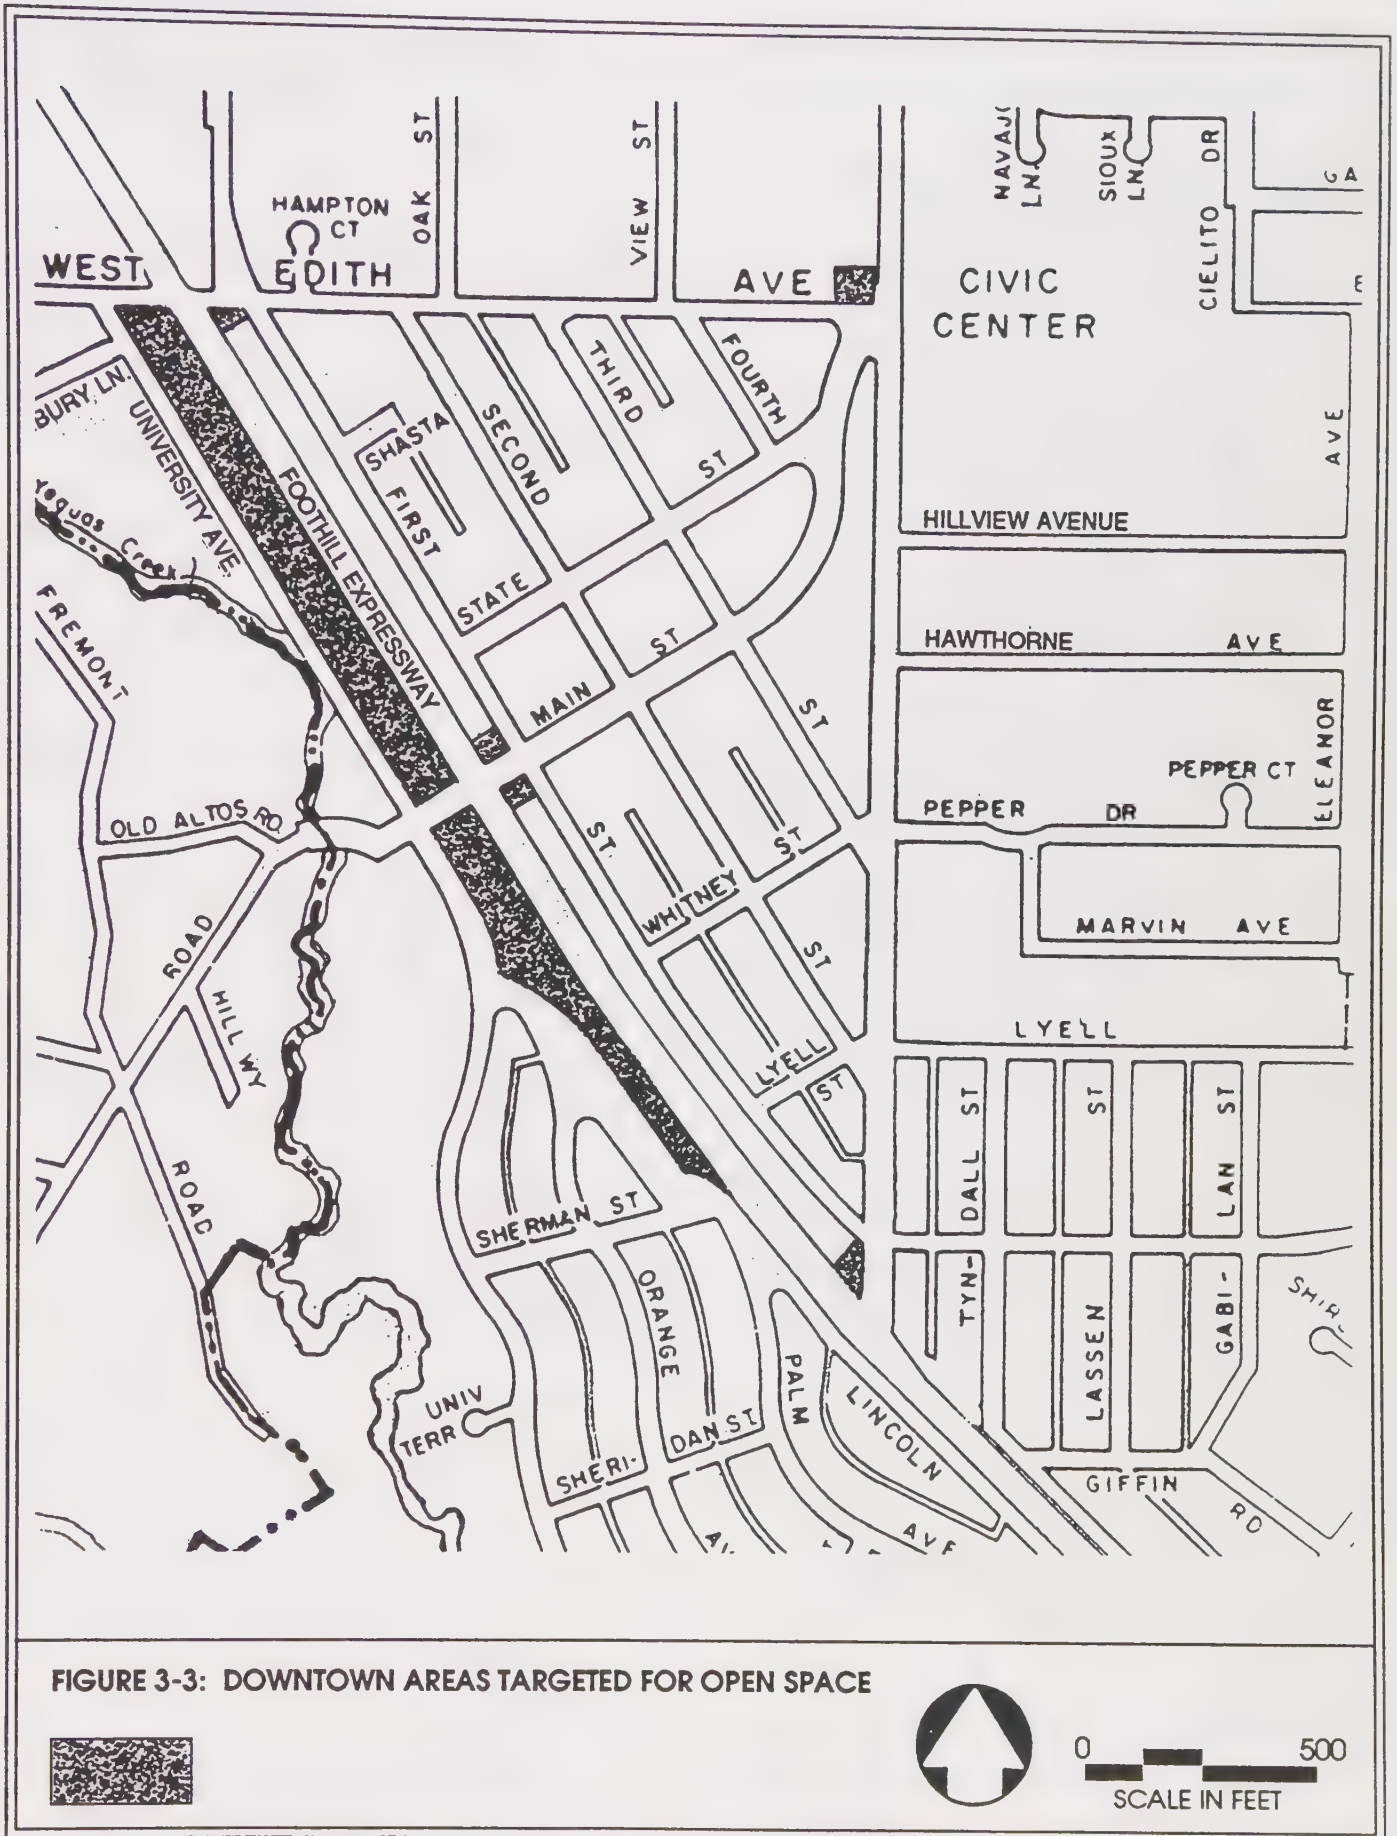 NAVAJO
LN.
SIOUX
LN.
CIELITO DR
GA
OAK ST
VIEW ST
HAMPTON
CT
WEST EDITH AVE
CIVIC
CENTER
E
BURY LN.
UNIVERSITY AVE.
FOOTHILL EXPRESSWAY
SHASTA
FIRST
SECOND
THIRD
FOURTH
ST
STATE
MAIN
ST
ST
AVE
HILLVIEW AVENUE
HAWTHORNE AVE
Creek
FREMONT
OLD ALTOS RD.
ROAD
HILL WY
ROAD
ST.
ST
WHITNEY
ST
LYELL
ST
PEPPER CT
PEPPER DR
ELEANOR
MARVIN AVE
LYELL
DALL ST
ST
LAN ST
TYN-
LASSEN
GABI-
SHERMAN ST
ORANGE
PALM
LINCOLN
UNIV
TERR
SHERI-
DAN ST
AVE
GIFFIN
RD
FIGURE 3-3: DOWNTOWN AREAS TARGETED FOR OPEN SPACE
0 500
SCALE IN FEET